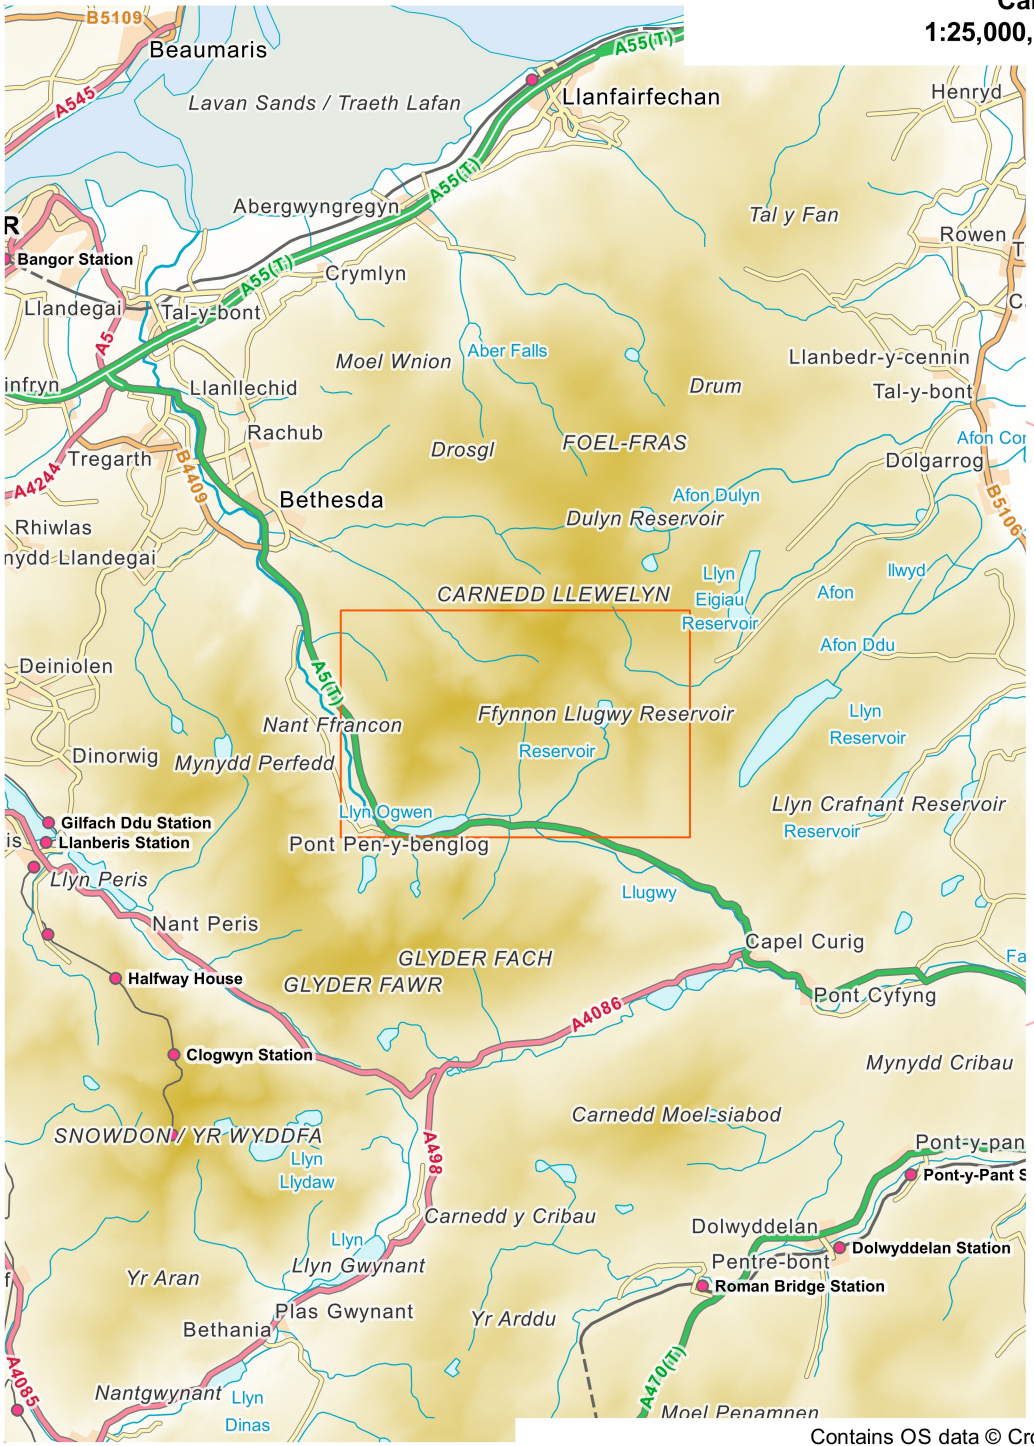 Ca
1:25,000,
B5109
Beaumaris
A55(T)
A545
Lavan Sands / Traeth Lafan
Llanfairfechan
Henryd
A55(T)
Abergwyngregyn
Tal y Fan
R
Rowen
T
Bangor Station
A55(T)
Crymlyn
Llandegai
Tal-y-bont
C
A5
Aber Falls
Moel Wnion
Llanbedr-y-cennin
infryn
Llanllechid
Drum
Tal-y-bont
Rachub
Drosgl
FOEL-FRAS
Afon Con
Tregarth
B4409
Dolgarrog
A4244
Bethesda
Afon Dulyn
B5106
Rhiwlas
Dulyn Reservoir
nydd Llandegai
Llyn
Eigiau
Reservoir
llwyd
CARNEDD LLEWELYN
Afon
Afon Ddu
Deiniolen
A5(T)
Nant Ffrancon
Ffynnon Llugwy Reservoir
Llyn
Reservoir
Reservoir
Dinorwig
Mynydd Perfedd
Llyn Ogwen
Llyn Crafnant Reservoir
Reservoir
Gilfach Ddu Station
is
Llanberis Station
Pont Pen-y-benglog
Llyn Peris
Llugwy
Nant Peris
Capel Curig
GLYDER FACH
Fa
Halfway House
GLYDER FAWR
Pont Cyfyng
A4086
Clogwyn Station
Mynydd Cribau
Carnedd Moel-siabod
SNOWDON / YR WYDDFA
A498
Pont-y-pan
Llyn
Llydaw
Pont-y-Pant S
Carnedd y Cribau
Dolwyddelan
Llyn
Dolwyddelan Station
Llyn Gwynant
Pentre-bont
f
Yr Aran
Roman Bridge Station
Plas Gwynant
Yr Arddu
Bethania
A4085
A470(T)
Nantgwynant
Llyn
Dinas
Moel Penamnen
Contains OS data © Cro